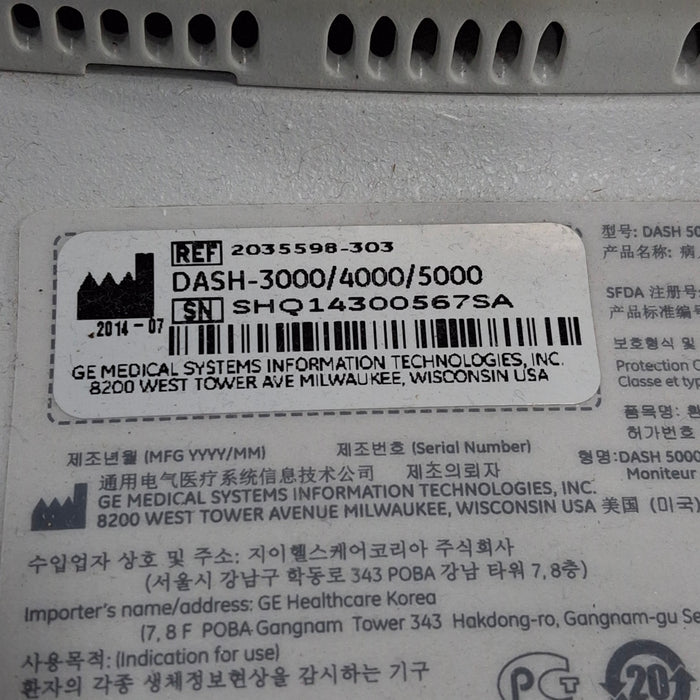 REF 2035598-303
DASH-3000/4000/5000
SN SHQ14300567SA
2014-07
GE MEDICAL SYSTEMS INFORMATION TECHNOLOGIES, INC.
8200 WEST TOWER AVE MILWAUKEE, WISCONSIN USA
型号: DASH 50
产品名称: 病
SFDA 注册号
产品标准编号
보호형식 및
Protection C
Classe et typ
품목명: 환
허가번호
형명:DASH 5000
Moniteur
제조년월 (MFG YYYY/MM) 제조번호 (Serial Number)
通用电气医疗系统信息技术公司 제조의뢰자
GE MEDICAL SYSTEMS INFORMATION TECHNOLOGIES, INC.
8200 WEST TOWER AVENUE MILWAUKEE, WISCONSIN USA 美国 (미국)
수입업자 상호 및 주소: 지이헬스케어코리아 주식회사
(서울시 강남구 학동로 343 POBA 강남 타워 7, 8층)
Importer's name/address: GE Healthcare Korea
(7, 8 F POBA Gangnam Tower 343 Hakdong-ro, Gangnam-gu Se
사용목적: (Indication for use)
환자의 각종 생체정보현상을 감시하는 기구
20